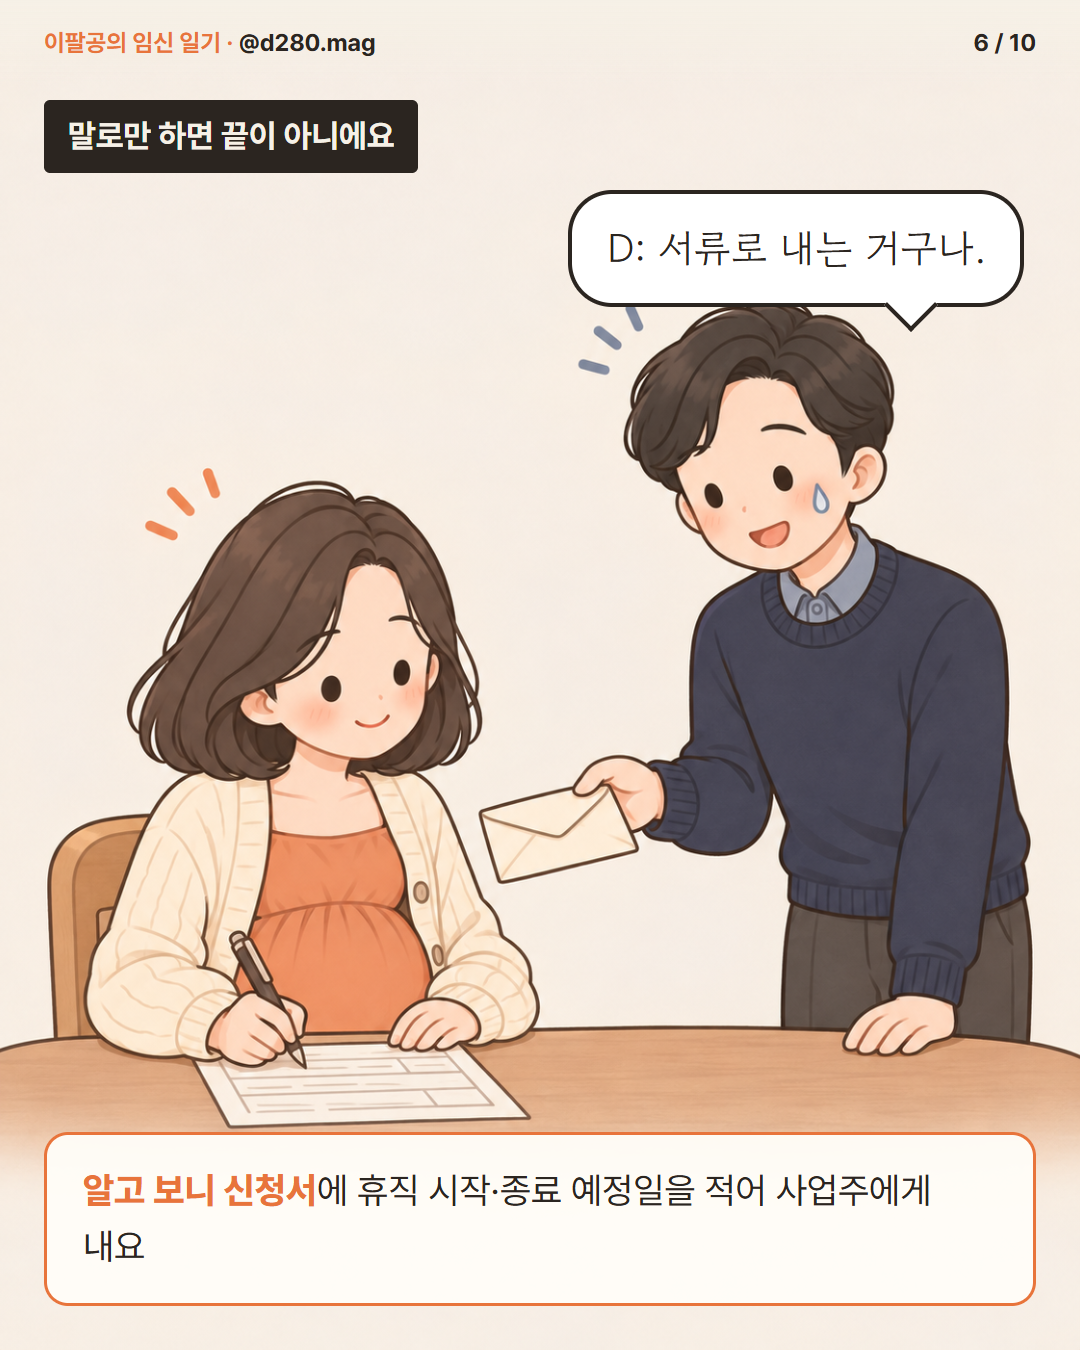 이팔공의 임신 일기 · @d280.mag
6 / 10
말로만 하면 끝이 아니에요
D: 서류로 내는 거구나.
알고 보니 신청서에 휴직 시작·종료 예정일을 적어 사업주에게
내요